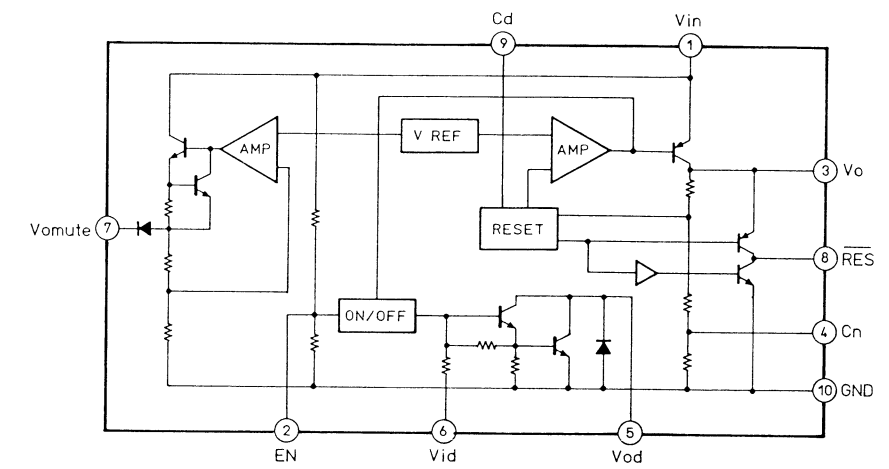 Cd
Vin
9
1
AMP
V REF
AMP
3
Vo
Vomute
7
RESET
8
RES
ON/OFF
4
Cn
10
GND
2
6
5
EN
Vid
Vod